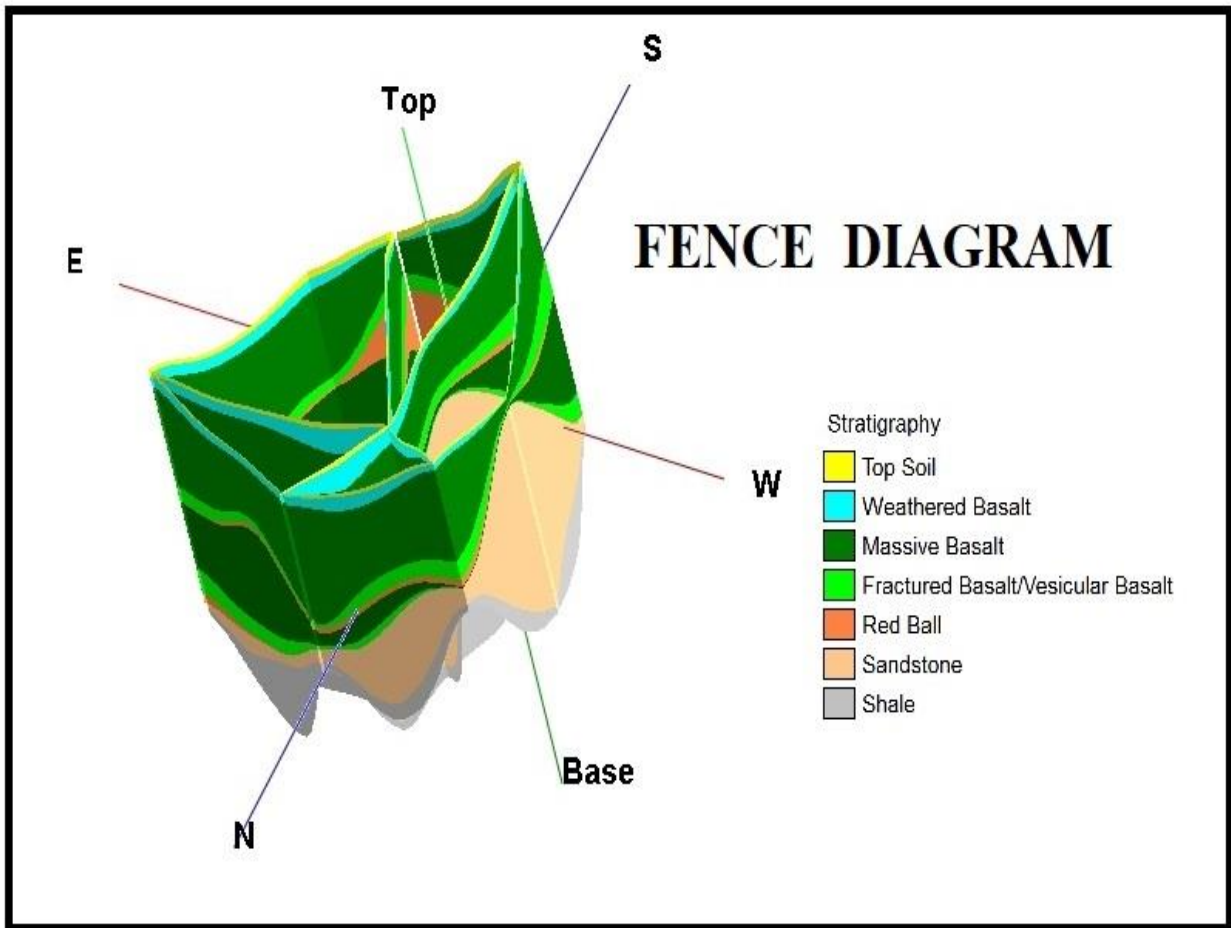 S
Top
FENCE DIAGRAM
E
W
Stratigraphy
Top Soil
Weathered Basalt
Massive Basalt
Fractured Basalt/Vesicular Basalt
Red Ball
Sandstone
Shale
Base
N